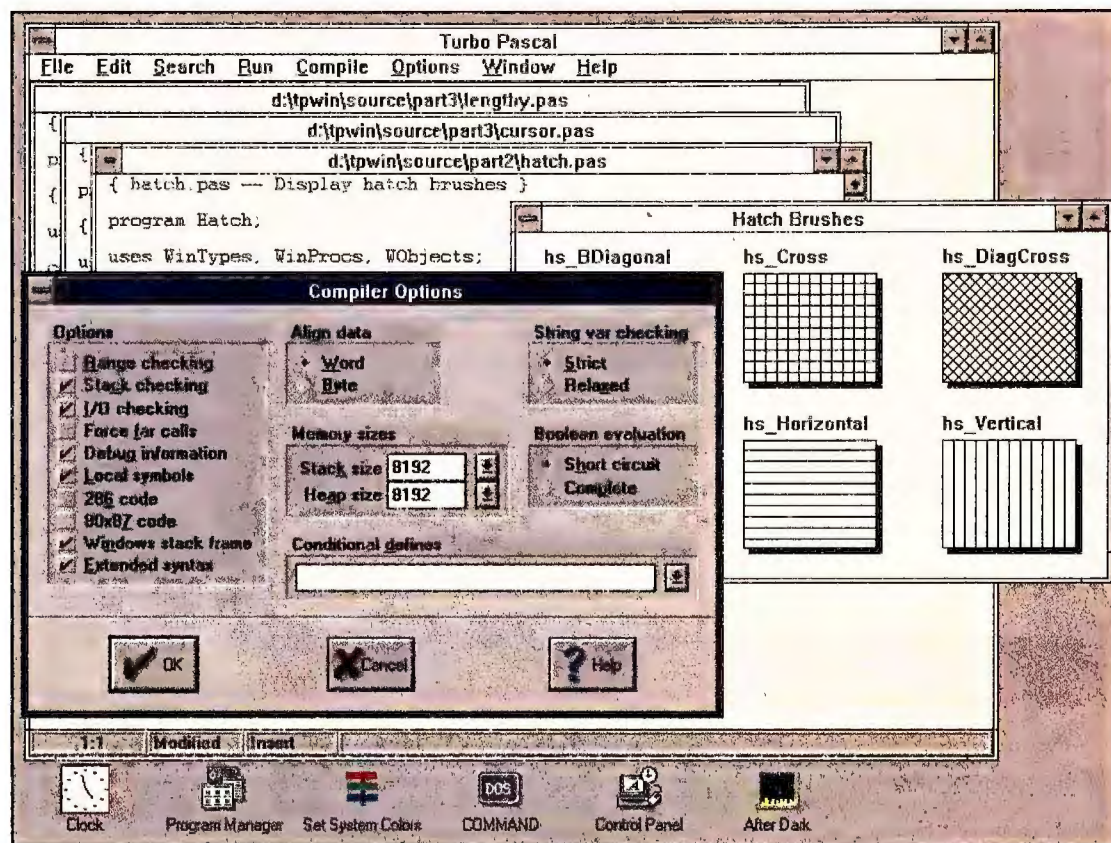 Turbo Pascal
File Edit Search Run Compile Options Window Help
d:\tpwin\source\part3\lengthy.pas
{
p
{
u
d:\tpwin\source\part3\cursor.pas
{
p
{
u
d:\tpwin\source\part2\hatch.pas
{ hatch.pas -- Display hatch brushes }
program Hatch;
uses WinTypes, WinProcs, WObjects;
Hatch Brushes
hs_BDiagonal hs_Cross hs_DiagCross
hs_Horizontal hs_Vertical
Compiler Options
Options
Range checking
Stack checking
I/O checking
Force far calls
Debug information
Local symbols
286 code
80x87 code
Windows stack frame
Extended syntax
Align data
Word
Byte
String var checking
Strict
Relaxed
Memory sizes
Stack size 8192
Heap size 8192
Boolean evaluation
Short circuit
Complete
Conditional defines
OK Cancel Help
1:1 Modified Insert
DOS
Clock Program Manager Set System Colors COMMAND Control Panel After Dark